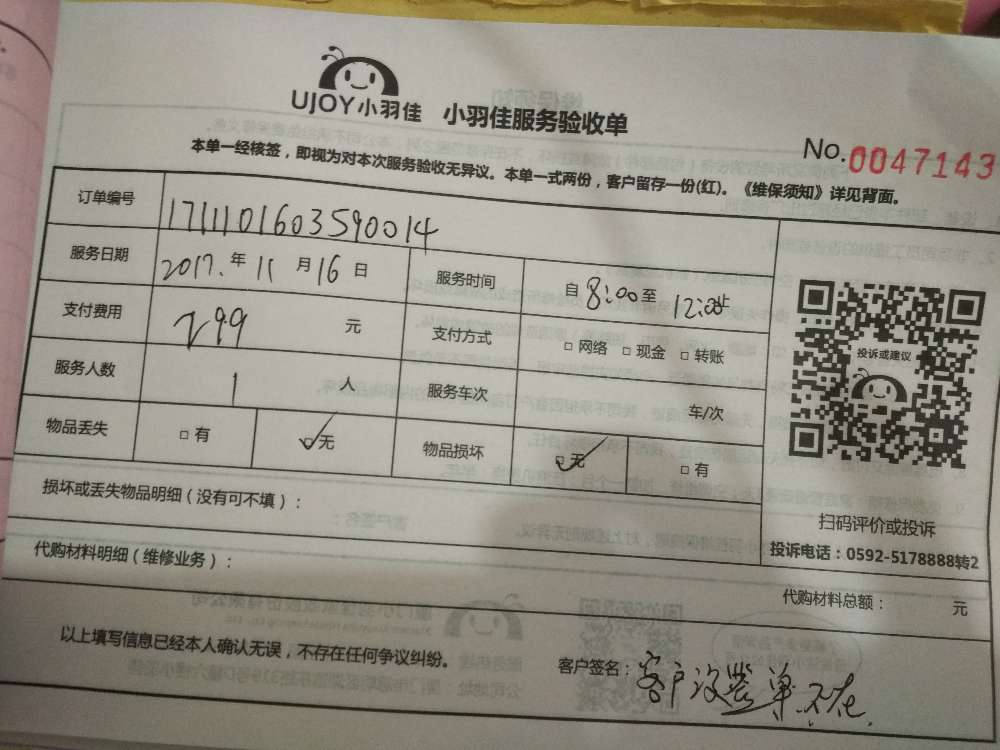 UJOY小羽佳 小羽佳服务验收单
No.0047143
本单一经核签，即视为对本次服务验收无异议。本单一式两份，客户留存一份(红)。《维保须知》详见背面。
订单编号 1711101603590014
服务日期 2017.年 11 月 16 日 服务时间 自 8:00 至 12:00 止
支付费用 299 元 支付方式 □ 网络 □ 现金 □ 转账
服务人数 1 人 服务车次 车/次
物品丢失 □ 有 ☑无 物品损坏 ☑无 □ 有
投诉或建议
扫码评价或投诉
投诉电话：0592-5178888转2
损坏或丢失物品明细（没有可不填）：
代购材料明细（维修业务）：
代购材料总额： 元
以上填写信息已经本人确认无误，不存在任何争议纠纷。
客户签名：客户没签单 不在